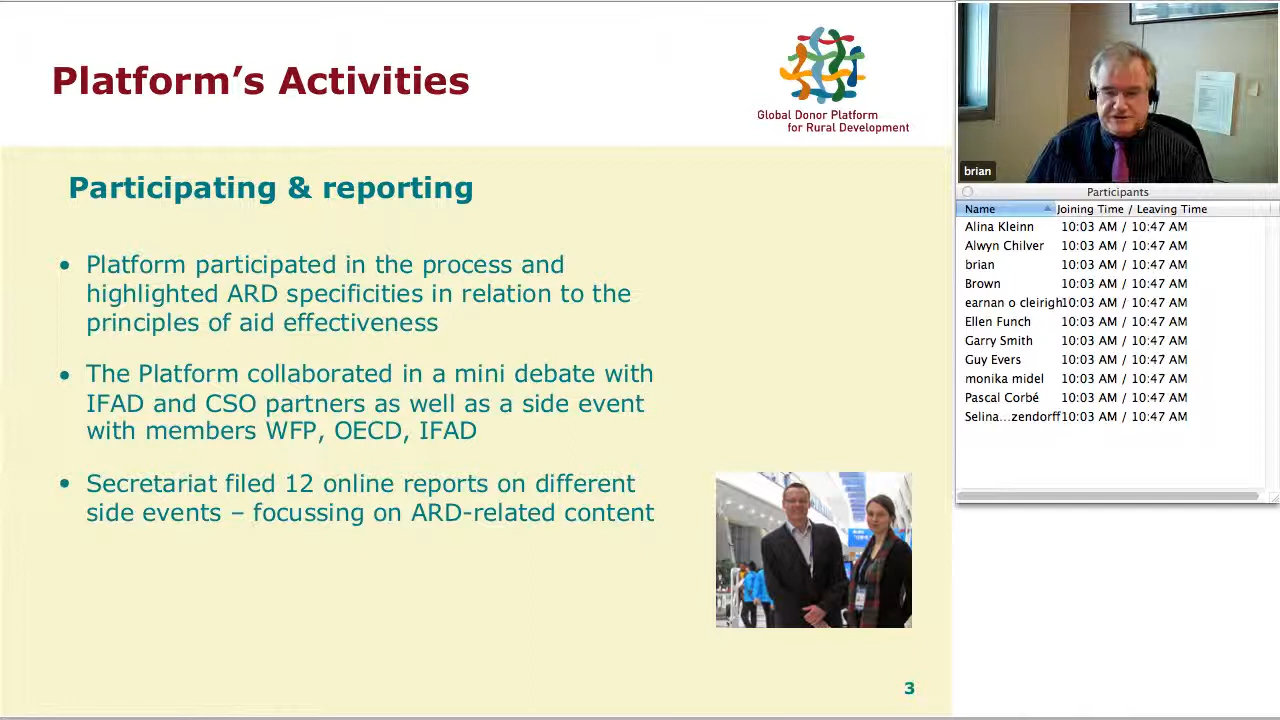 Platform's Activities
Global Donor Platform
for Rural Development
Participating & reporting
• Platform participated in the process and
highlighted ARD specificities in relation to the
principles of aid effectiveness
• The Platform collaborated in a mini debate with
IFAD and CSO partners as well as a side event
with members WFP, OECD, IFAD
• Secretariat filed 12 online reports on different
side events – focussing on ARD-related content
3
brian
Participants
Name Joining Time / Leaving Time
Alina Kleinn 10:03 AM / 10:47 AM
Alwyn Chilver 10:03 AM / 10:47 AM
brian 10:03 AM / 10:47 AM
Brown 10:03 AM / 10:47 AM
earnan o cleirigh 10:03 AM / 10:47 AM
Ellen Funch 10:03 AM / 10:47 AM
Garry Smith 10:03 AM / 10:47 AM
Guy Evers 10:03 AM / 10:47 AM
monika midel 10:03 AM / 10:47 AM
Pascal Corbé 10:03 AM / 10:47 AM
Selina...zendorff 10:03 AM / 10:47 AM